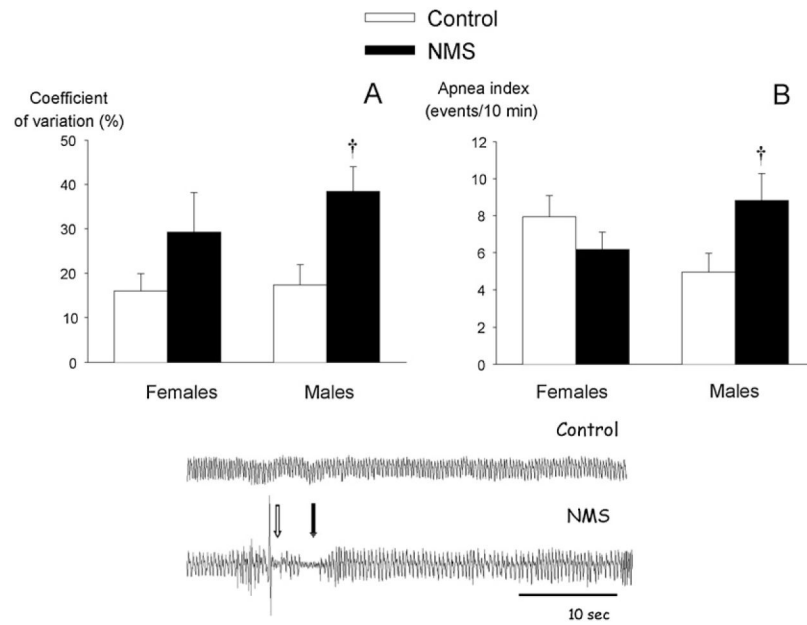 Control
NMS
Coefficient
of variation (%)
A
50
40
30
20
10
0
†
Females
Males
Apnea index
(events/10 min)
B
12
10
8
6
4
2
0
†
Females
Males
Control
NMS
10 sec